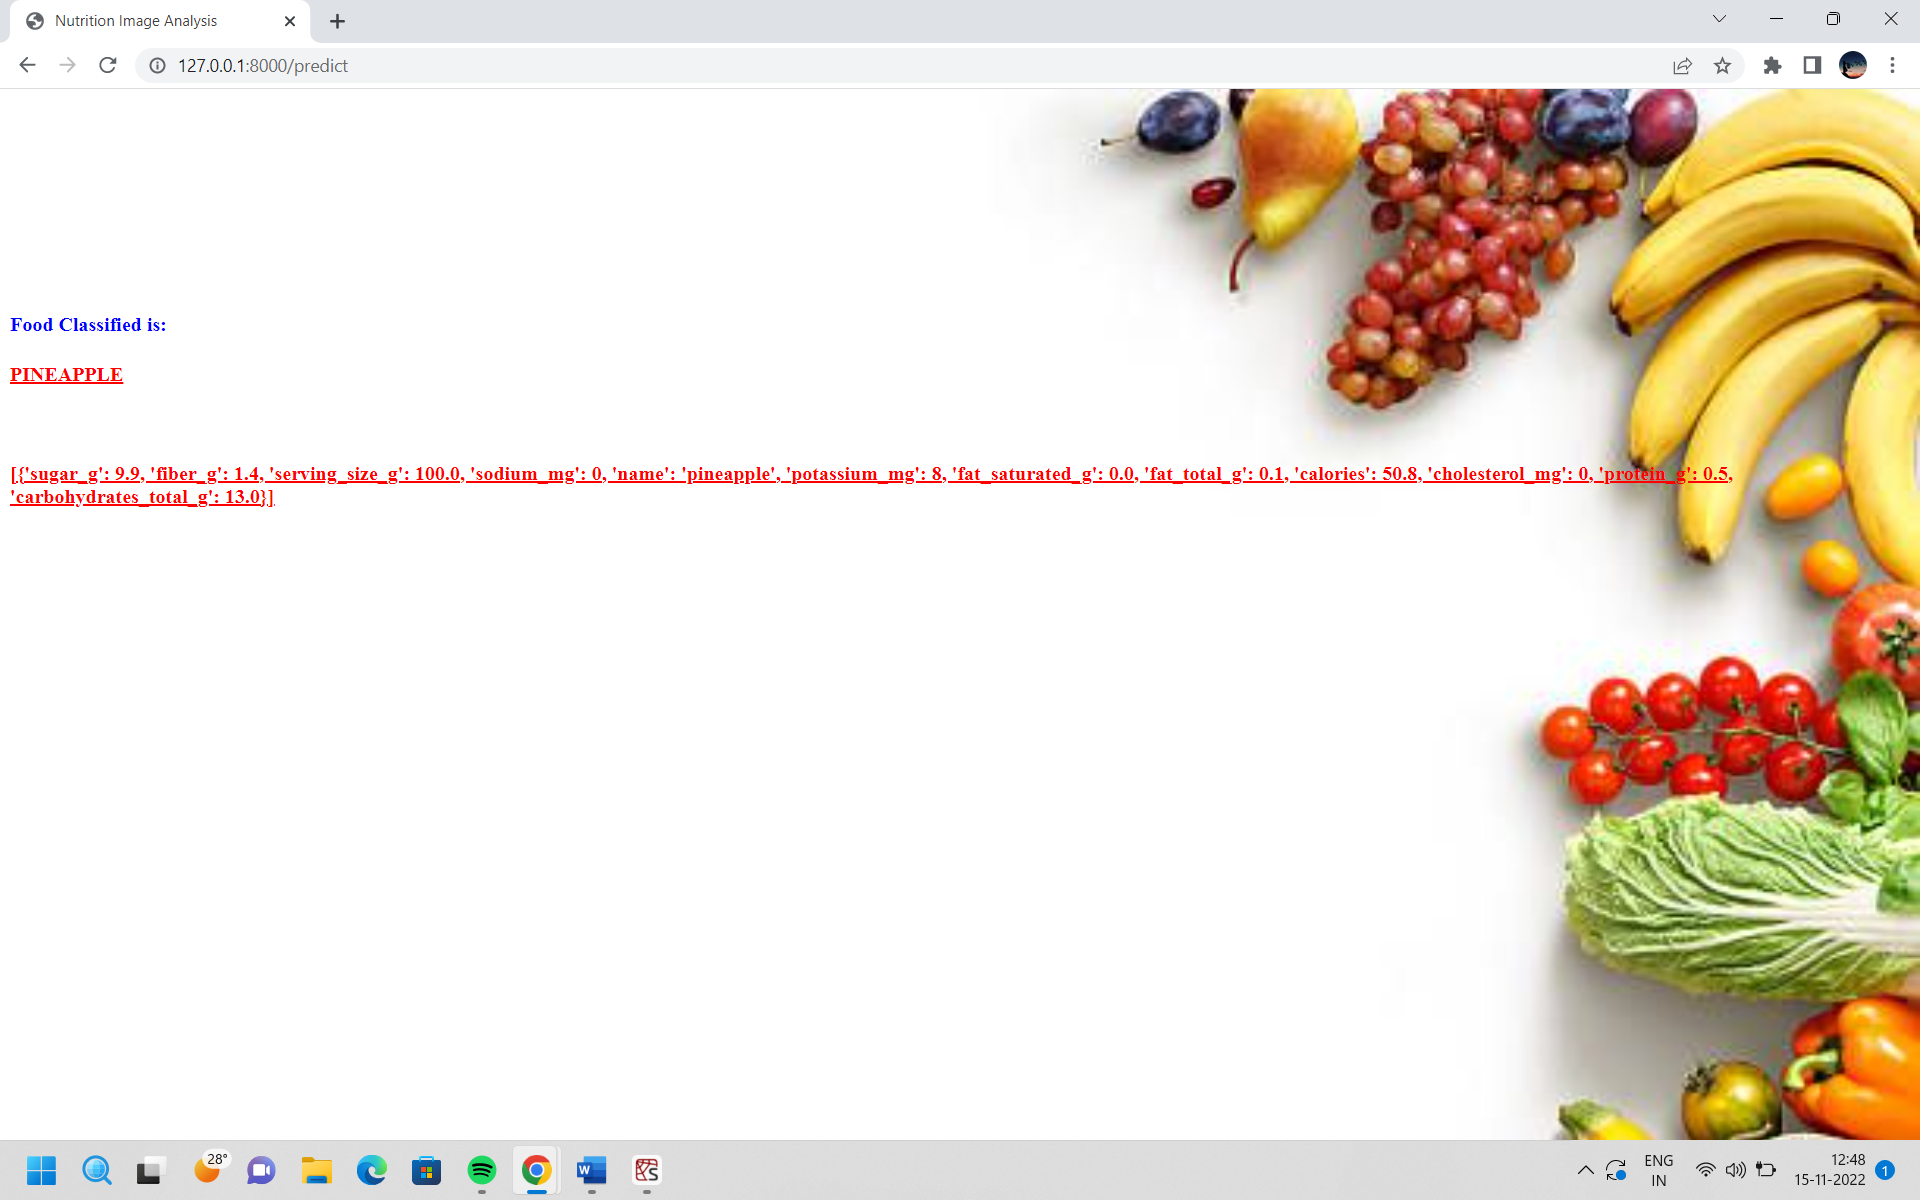 Nutrition Image Analysis
127.0.0.1:8000/predict
Food Classified is:
PINEAPPLE
[{'sugar_g': 9.9, 'fiber_g': 1.4, 'serving_size_g': 100.0, 'sodium_mg': 0, 'name': 'pineapple', 'potassium_mg': 8, 'fat_saturated_g': 0.0, 'fat_total_g': 0.1, 'calories': 50.8, 'cholesterol_mg': 0, 'protein_g': 0.5,
'carbohydrates_total_g': 13.0}]
28°
W
S
ENG
IN
12:48
15-11-2022
1